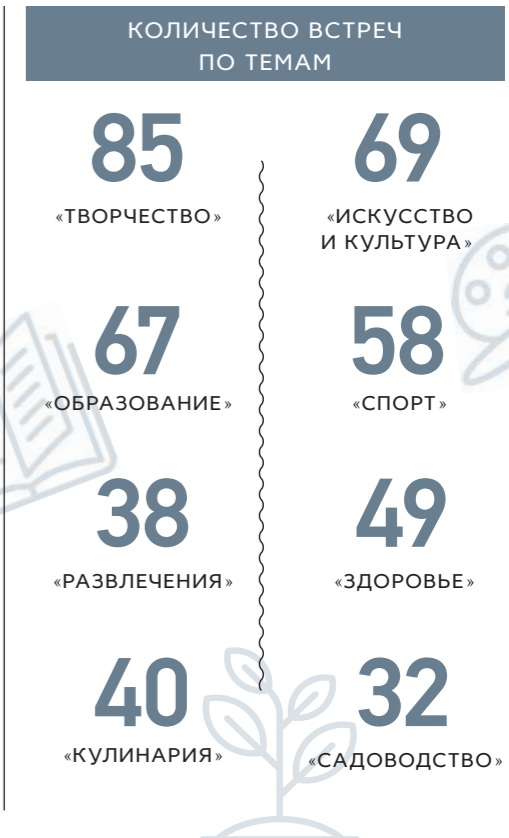 КОЛИЧЕСТВО ВСТРЕЧ
ПО ТЕМАМ
85
«ТВОРЧЕСТВО»
69
«ИСКУССТВО
И КУЛЬТУРА»
67
«ОБРАЗОВАНИЕ»
58
«СПОРТ»
38
«РАЗВЛЕЧЕНИЯ»
49
«ЗДОРОВЬЕ»
40
«КУЛИНАРИЯ»
32
«САДОВОДСТВО»